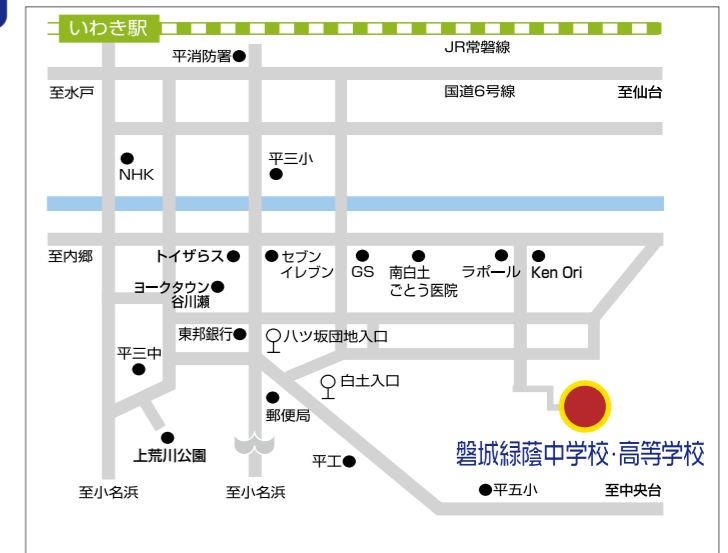 いわき駅
JR常磐線
平消防署
至水戸
国道6号線
至仙台
NHK
平三小
至内郷
トイザらス
セブン
イレブン
GS
南白土
ごとう医院
ラポール
Ken Ori
ヨークタウン
谷川瀬
東邦銀行
八ツ坂団地入口
平三中
白土入口
郵便局
上荒川公園
平工
磐城緑蔭中学校・高等学校
至小名浜
至小名浜
平五小
至中央台